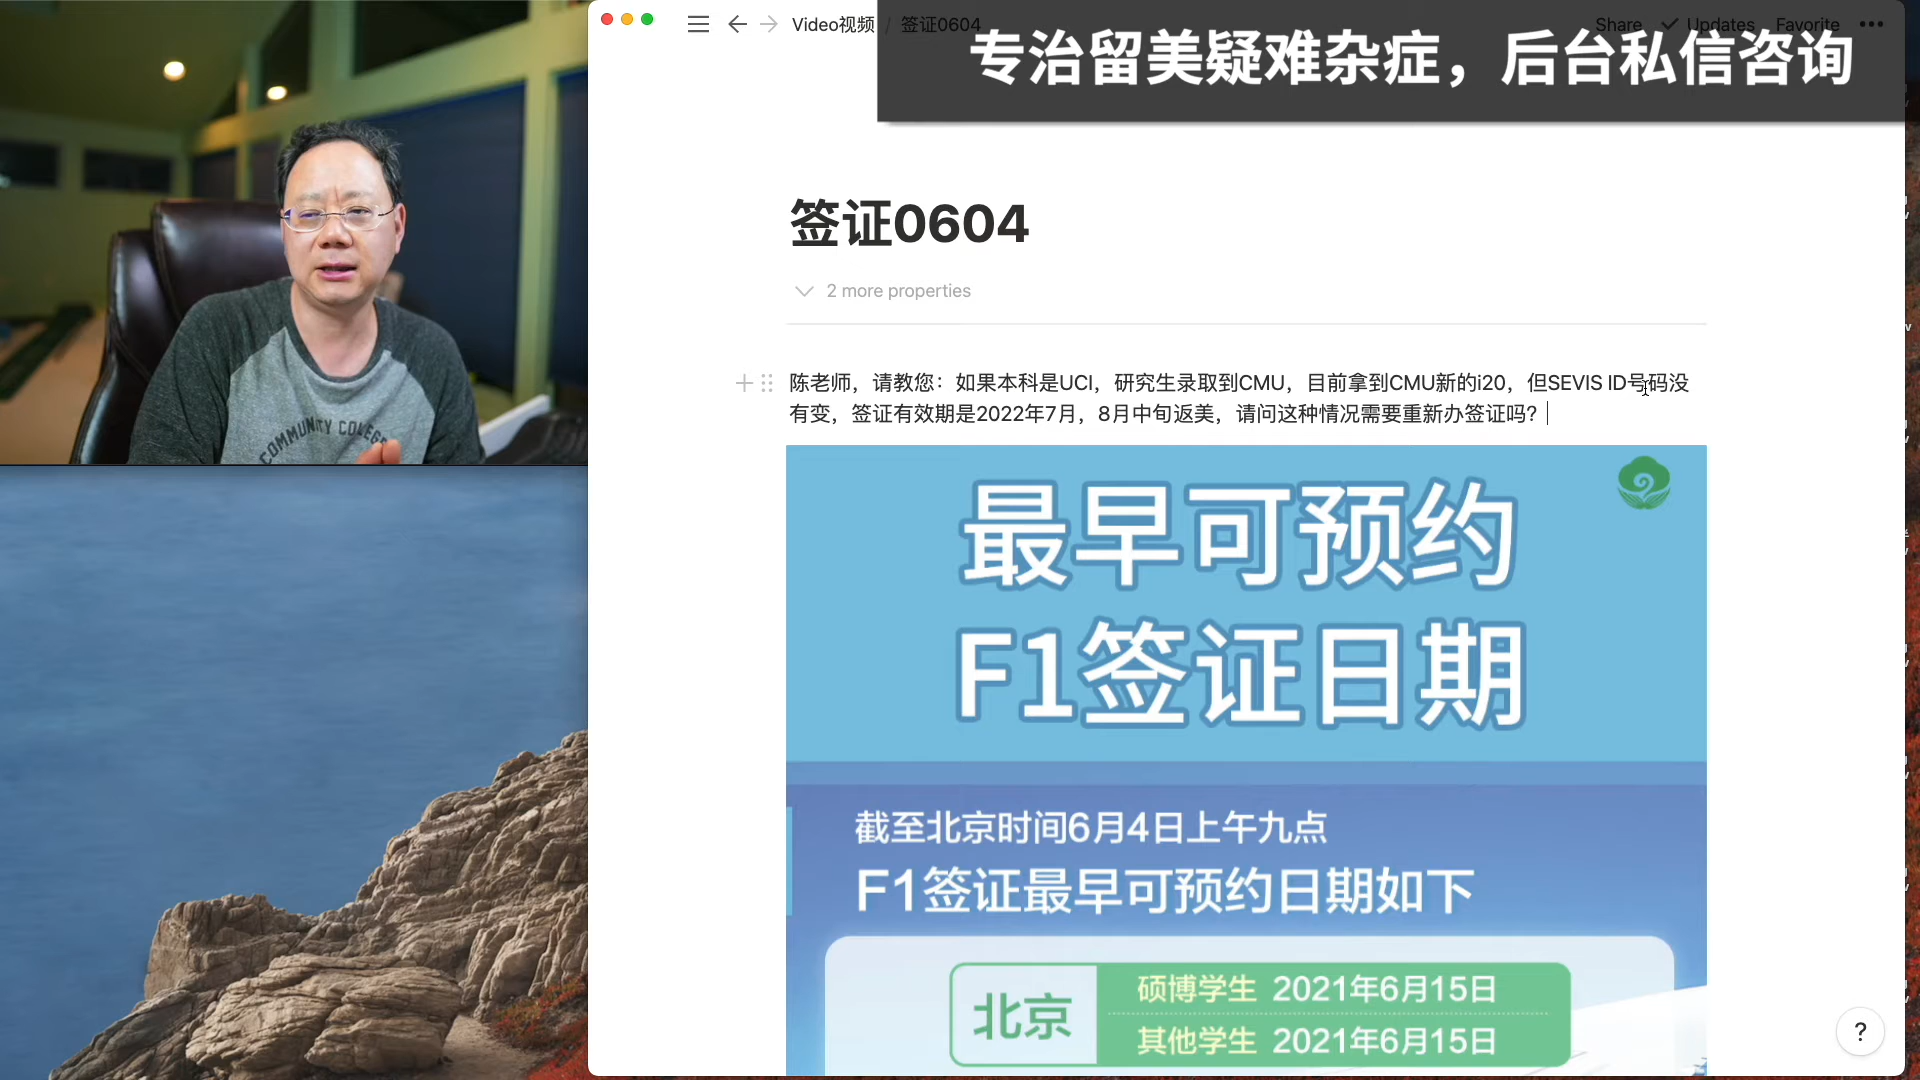 Video视频 / 签证0604
Share Updates Favorite
专治留美疑难杂症，后台私信咨询
签证0604
2 more properties
陈老师，请教您：如果本科是UCI，研究生录取到CMU，目前拿到CMU新的i20，但SEVIS ID号码没
有变，签证有效期是2022年7月，8月中旬返美，请问这种情况需要重新办签证吗？
COMMUNITY COLLEGE
最早可预约
F1签证日期
截至北京时间6月4日上午九点
F1签证最早可预约日期如下
北京
硕博学生 2021年6月15日
其他学生 2021年6月15日
?